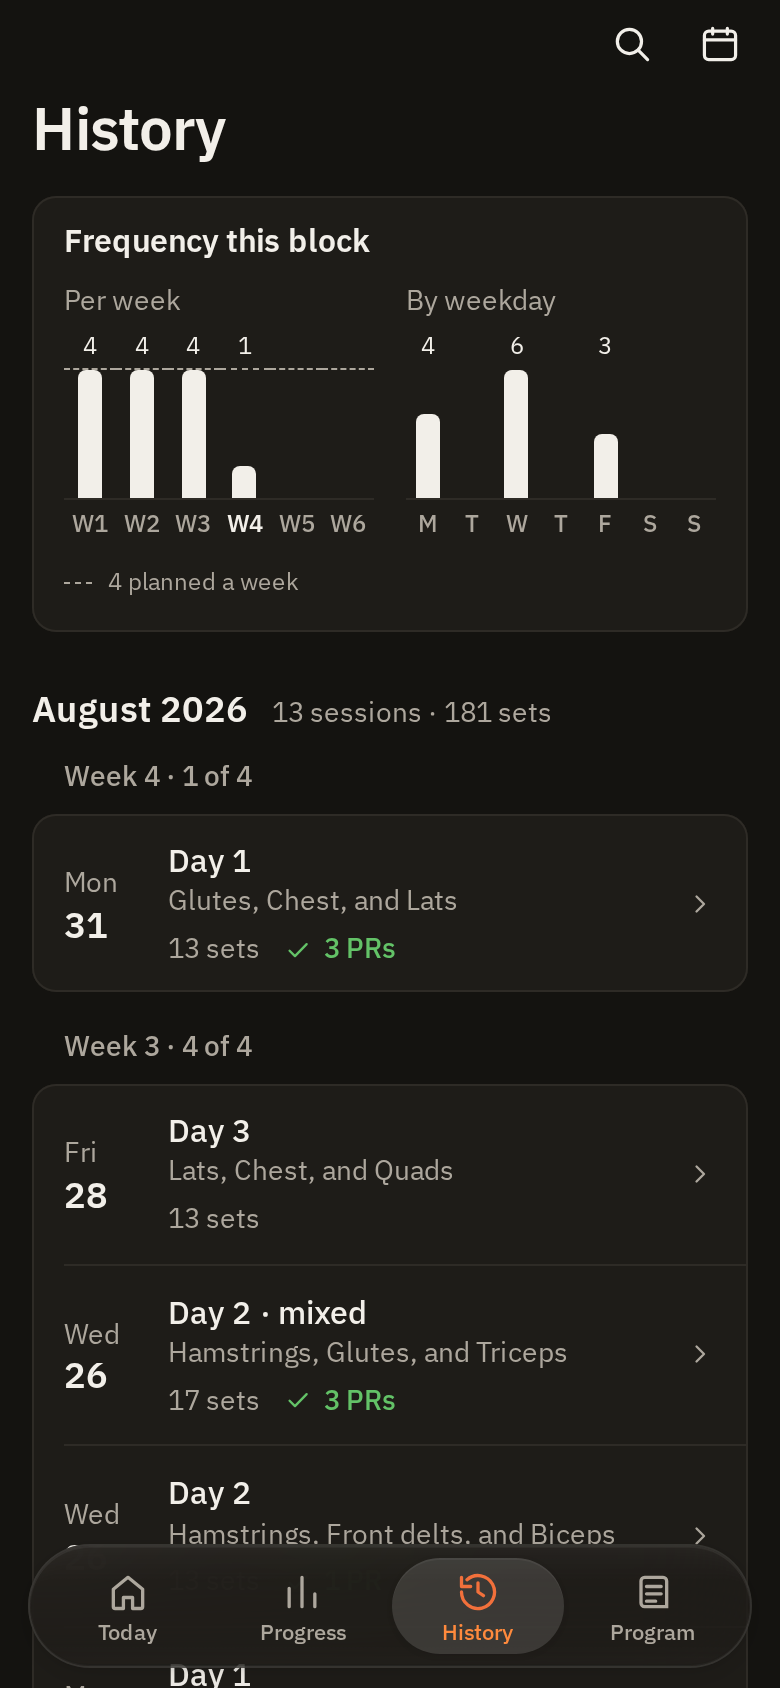 History
Frequency this block
Per week
By weekday
4 4 4 1
4 6 3
W1 W2 W3 W4 W5 W6
M T W T F S S
4 planned a week
August 2026 13 sessions · 181 sets
Week 4 · 1 of 4
Mon
31
Day 1
Glutes, Chest, and Lats
13 sets 3 PRs
Week 3 · 4 of 4
Fri
28
Day 3
Lats, Chest, and Quads
13 sets
Wed
26
Day 2 · mixed
Hamstrings, Glutes, and Triceps
17 sets 3 PRs
Wed
Day 2
Hamstrings, Front delts, and Biceps
Today
Progress
History
Program
Day 1